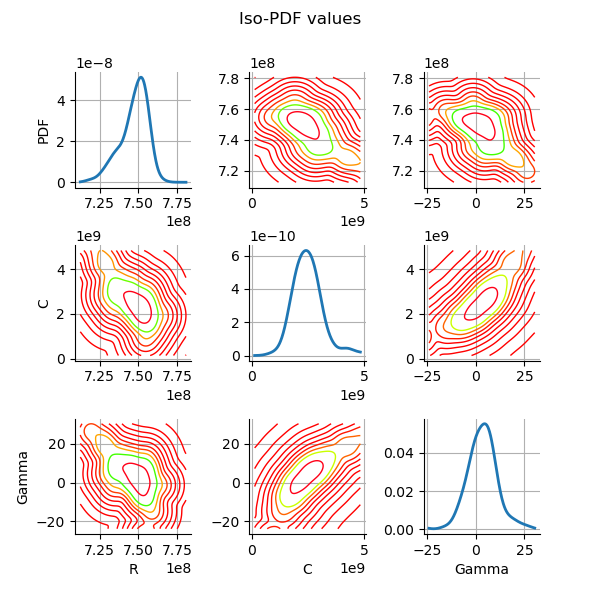 Iso-PDF values
1e−8
1e8
1e8
PDF
4
2
0
7.8
7.6
7.4
7.2
7.8
7.6
7.4
7.2
7.25 7.50 7.75
0 5
−25 0 25
1e8
1e9
1e9
1e−10
1e9
C
4
2
0
6
4
2
0
4
2
0
7.25 7.50 7.75
0 5
−25 0 25
1e8
1e9
Gamma
20
0
−20
20
0
−20
0.04
0.02
0.00
7.25 7.50 7.75
0 5
−25 0 25
R 1e8
C 1e9
Gamma